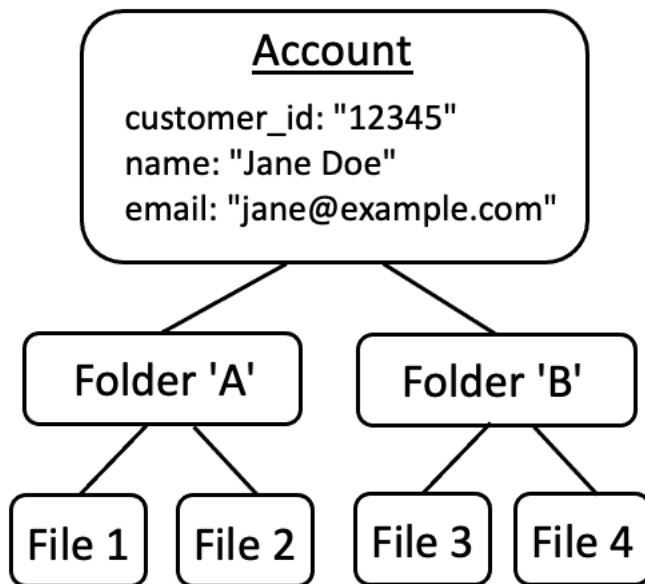 Account
customer_id: "12345"
name: "Jane Doe"
email: "jane@example.com"
Folder 'A'
Folder 'B'
File 1
File 2
File 3
File 4